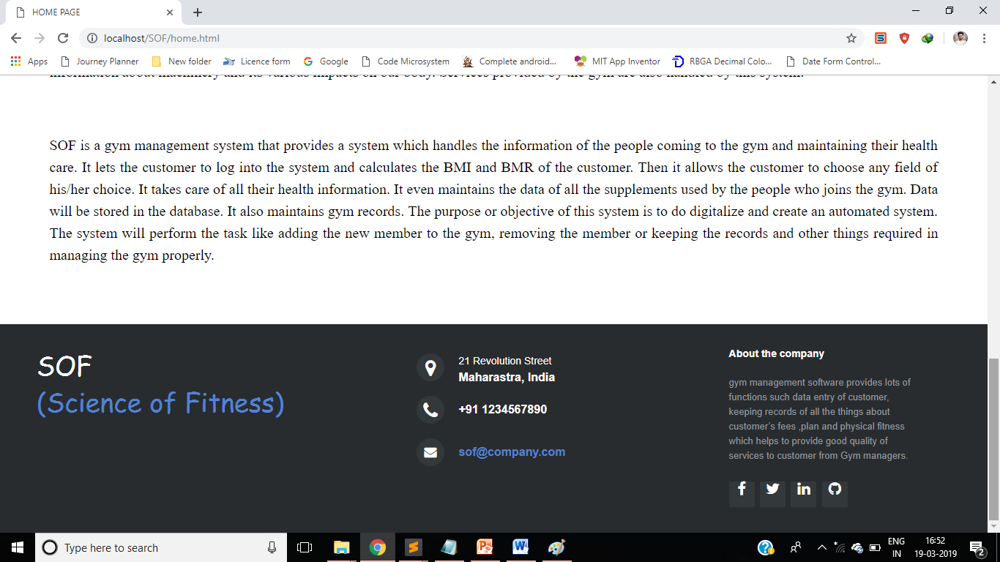 HOME PAGE
localhost/SOF/home.html
Apps Journey Planner New folder Licence form Google Code Microsystem Complete android... MIT App Inventor RBGA Decimal Colo... Date Form Control...
information about machinery and its various impacts on our body. Services provided by the gym are also handled by this system.
SOF is a gym management system that provides a system which handles the information of the people coming to the gym and maintaining their health
care. It lets the customer to log into the system and calculates the BMI and BMR of the customer. Then it allows the customer to choose any field of
his/her choice. It takes care of all their health information. It even maintains the data of all the supplements used by the people who joins the gym. Data
will be stored in the database. It also maintains gym records. The purpose or objective of this system is to do digitalize and create an automated system.
The system will perform the task like adding the new member to the gym, removing the member or keeping the records and other things required in
managing the gym properly.
SOF
(Science of Fitness)
21 Revolution Street
Maharastra, India
+91 1234567890
sof@company.com
About the company
gym management software provides lots of
functions such data entry of customer,
keeping records of all the things about
customer's fees ,plan and physical fitness
which helps to provide good quality of
services to customer from Gym managers.
Type here to search
ENG
IN
16:52
19-03-2019
2